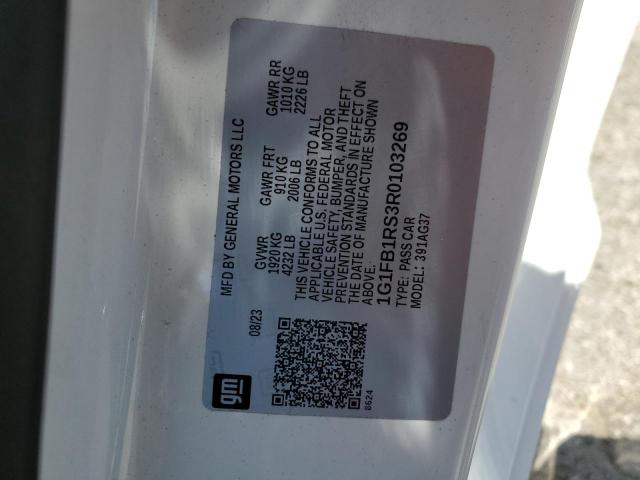 MFD BY GENERAL MOTORS LLC
08/23
GVWR GAWR FRT GAWR RR
1920 KG 910 KG 1010 KG
4232 LB 2006 LB 2226 LB
THIS VEHICLE CONFORMS TO ALL
APPLICABLE U.S. FEDERAL MOTOR
VEHICLE SAFETY, BUMPER, AND THEFT
PREVENTION STANDARDS IN EFFECT ON
THE DATE OF MANUFACTURE SHOWN
ABOVE.
1G1FB1RS3R0103269
TYPE: PASS CAR
MODEL: 391AG37
gm
8624